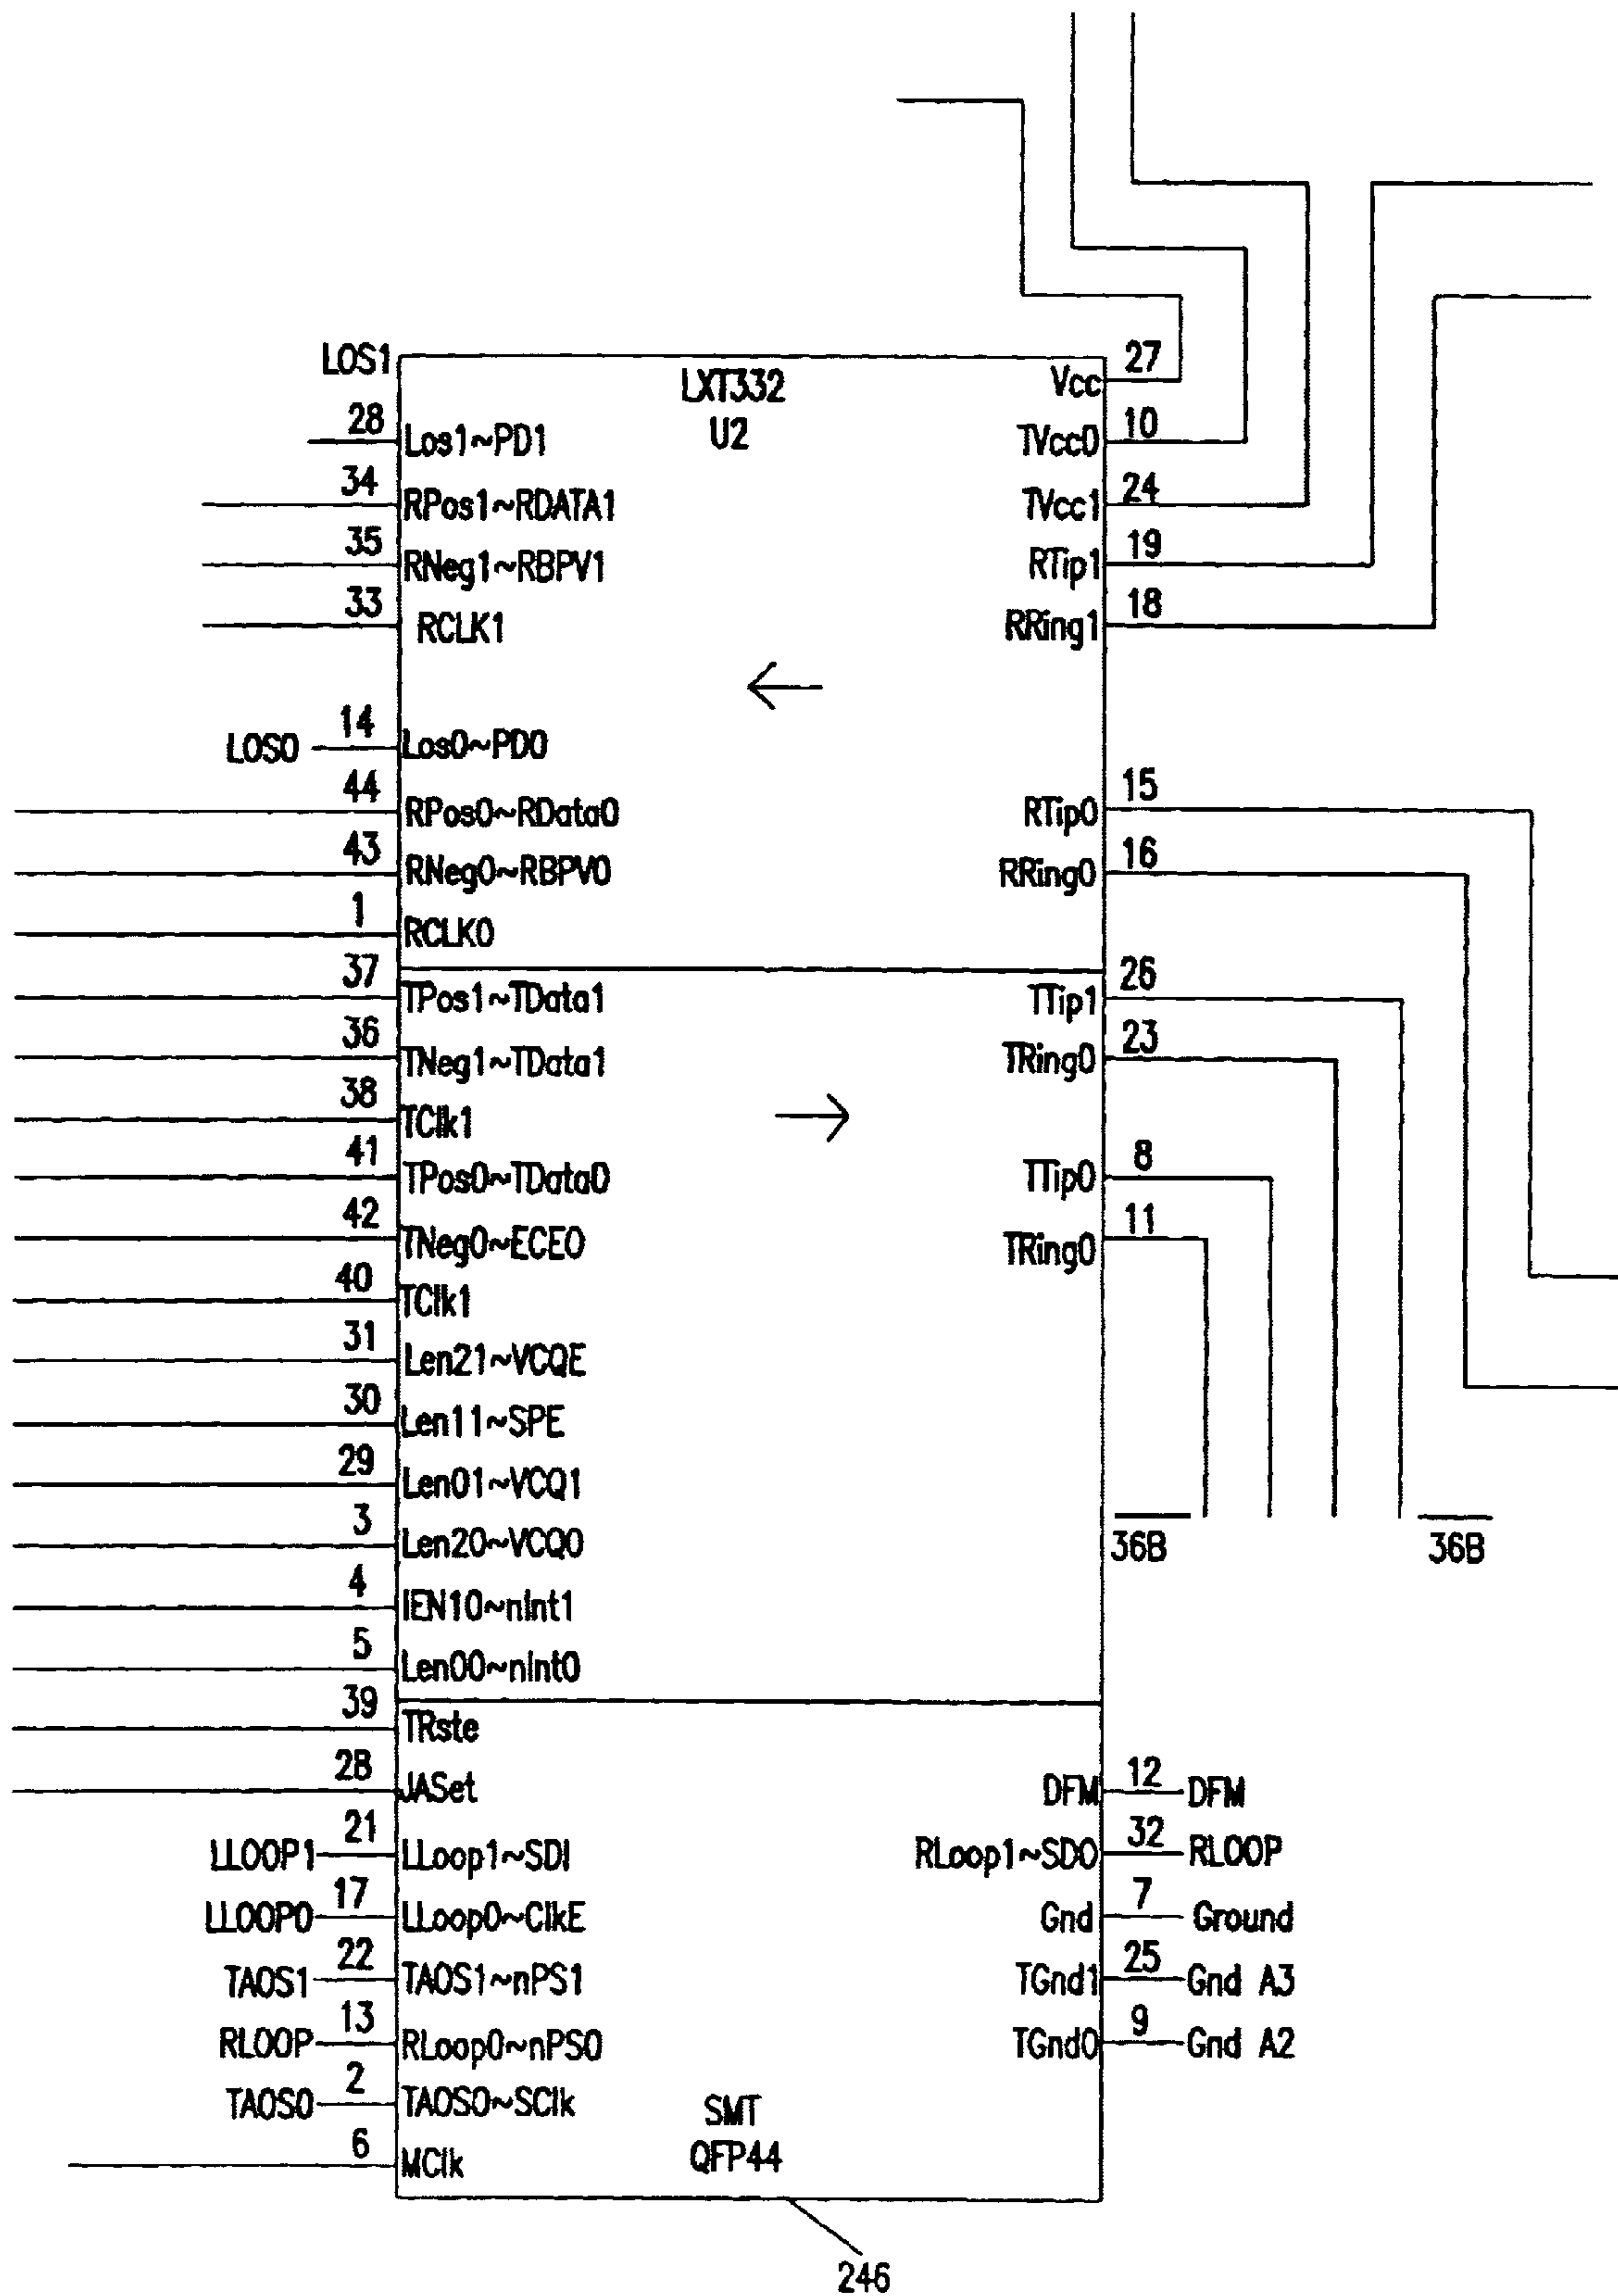 LOS1
LXT332
U2
Vcc 27
28 Los1~PD1
TVcc0 10
34 RPos1~RDATA1
TVcc1 24
35 RNeg1~RBPV1
RTip1 19
33 RCLK1
RRing1 18
LOS0 14 Los0~PD0
44 RPos0~RData0
RTip0 15
43 RNeg0~RBPV0
RRing0 16
1 RCLK0
37 TPos1~TData1
TTip1 26
36 TNeg1~TData1
TRing0 23
38 TClk1
41 TPos0~TData0
TTip0 8
42 TNeg0~ECE0
TRing0 11
40 TClk1
31 Len21~VCQE
30 Len11~SPE
29 Len01~VCQ1
3 Len20~VCQ0
36B 36B
4 lEN10~nInt1
5 Len00~nInt0
39 TRste
28 JASet
DFM 12 DFM
LLOOP1 21 LLoop1~SDI
RLoop1~SD0 32 RLOOP
LLOOP0 17 LLoop0~ClkE
Gnd 7 Ground
TAOS1 22 TAOS1~nPS1
TGnd1 25 Gnd A3
RLOOP 13 RLoop0~nPS0
TGnd0 9 Gnd A2
TAOS0 2 TAOS0~SClk
SMT
QFP44
6 MClk
246